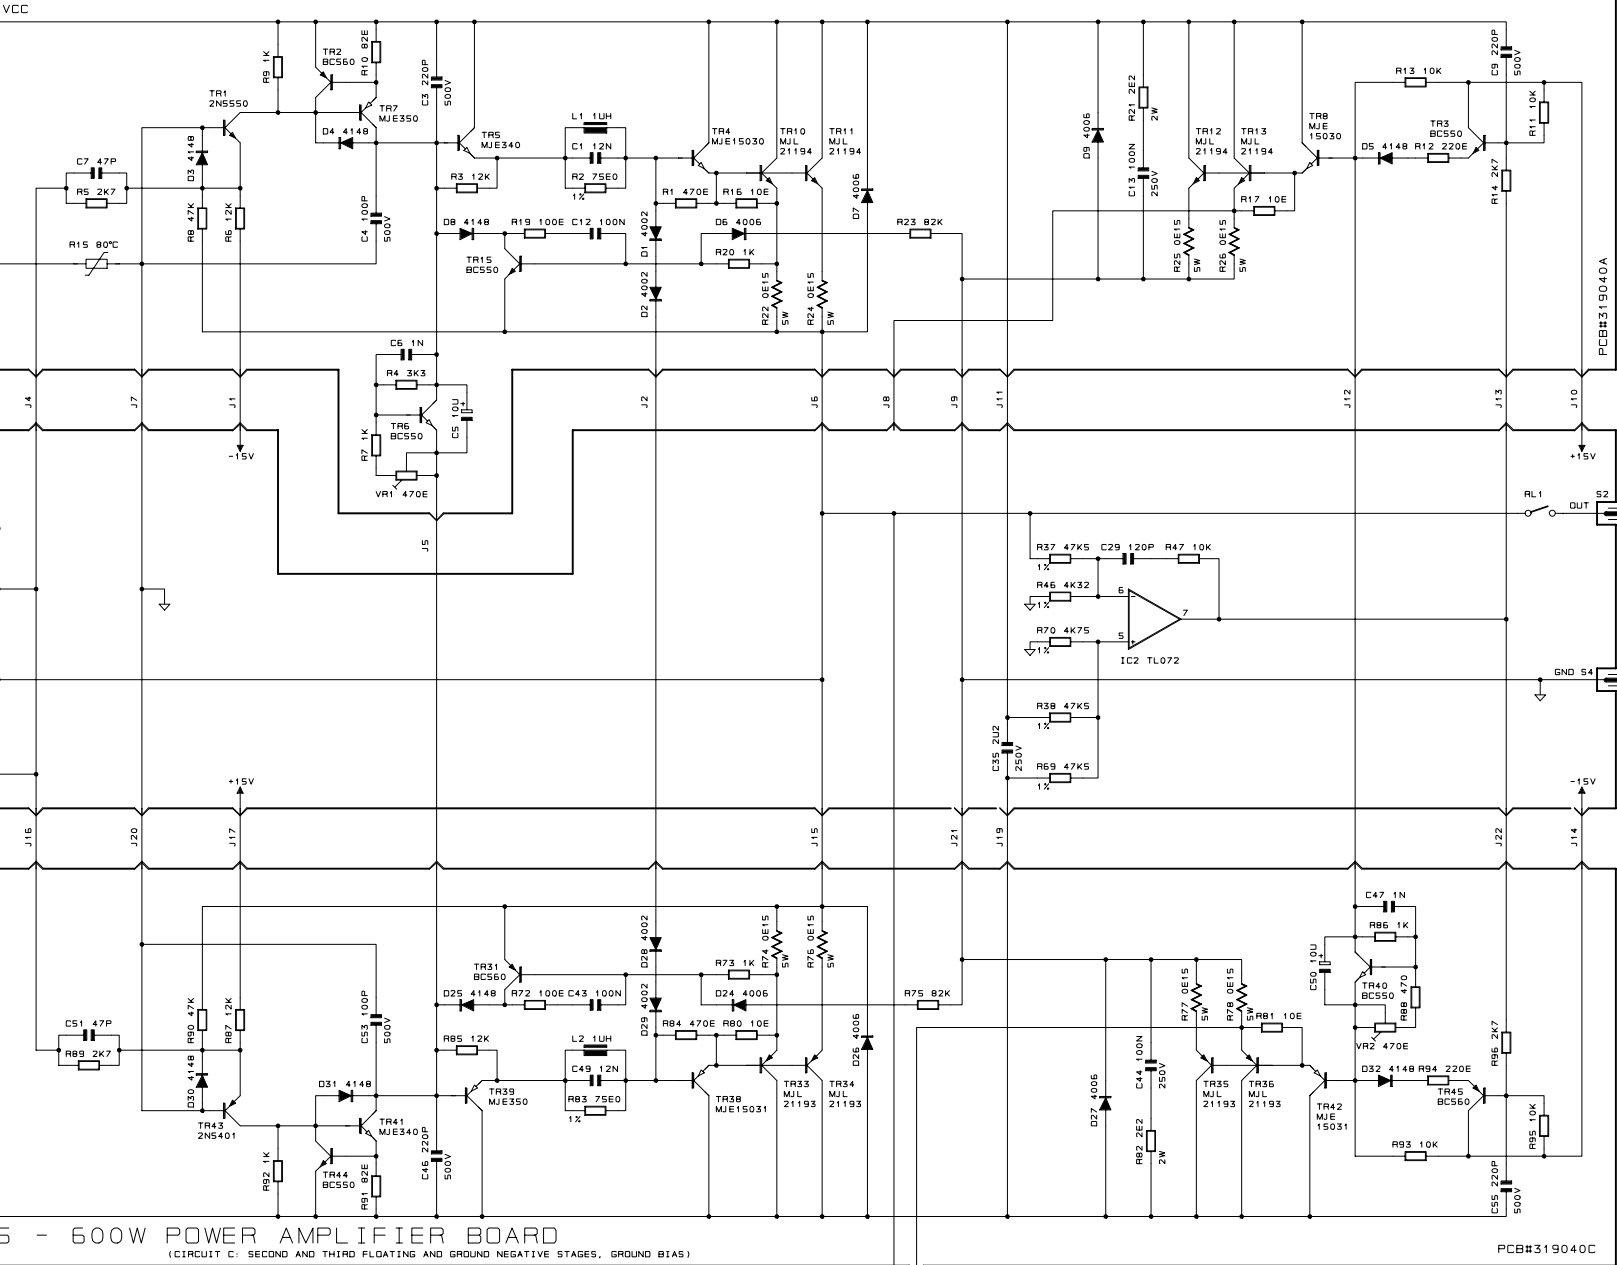 VCC
R9 1K
TR2
BC560
R10 82E
C3 220P
500V
TR1
2N5550
TR7
MJE350
D4 4148
TR5
MJE340
L1 1UH
C1 12N
R2 75E0
1%
R3 12K
TR4
MJE15030
TR10
MJL
21194
TR11
MJL
21194
D9 4006
R21 2E2
2W
C13 100N
250V
TR12
MJL
21194
TR13
MJL
21194
TR8
MJE
15030
R13 10K
C9 220P
500V
R11 10K
TR3
BC550
D5 4148
R12 220E
R14 2K7
C7 47P
R5 2K7
D3 4148
R8 47K
R6 12K
C4 100P
500V
R15 80°C
D8 4148
R19 100E
C12 100N
TR15
BC550
R1 470E
R16 10E
D1 4002
D2 4002
D6 4006
R20 1K
D7 4006
R22 0E15
5W
R24 0E15
5W
R23 82K
R17 10E
R25 0E15
5W
R26 0E15
5W
PCB#319040A
C6 1N
R4 3K3
TR6
BC550
C5 10U
+
R7 1K
VR1 470E
J4
J7
J1
J2
J6
J8
J9
J11
J12
J13
J10
-15V
+15V
J5
RL1
OUT
S2
R37 47K5
1%
C29 120P
R47 10K
R46 4K32
1%
6
-
7
R70 4K75
1%
5
+
IC2 TL072
GND S4
R38 47K5
1%
C35 2U2
250V
R69 47K5
1%
+15V
-15V
J16
J20
J17
J15
J21
J19
J22
J14
C47 1N
R86 1K
C50 10U
+
TR40
BC550
R88 470
VR2 470E
TR31
BC560
D25 4148
R72 100E
C43 100N
D28 4002
D29 4002
R73 1K
D24 4006
R74 0E15
5W
R76 0E15
5W
R75 82K
R77 0E15
5W
R78 0E15
5W
R81 10E
C51 47P
R89 2K7
R90 47K
R87 12K
D30 4148
C53 100P
500V
R85 12K
L2 1UH
C49 12N
R83 75E0
1%
R84 470E
R80 10E
D26 4006
C44 100N
250V
R96 2K7
D31 4148
TR39
MJE350
TR38
MJE15031
TR33
MJL
21193
TR34
MJL
21193
D27 4006
TR35
MJL
21193
TR36
MJL
21193
TR42
MJE
15031
D32 4148
R94 220E
TR45
BC560
R95 10K
TR43
2N5401
TR41
MJE340
R92 1K
TR44
BC550
R91 82E
C46 220P
500V
R82 2E2
2W
R93 10K
C55 220P
500V
5 - 600W POWER AMPLIFIER BOARD
(CIRCUIT C: SECOND AND THIRD FLOATING AND GROUND NEGATIVE STAGES, GROUND BIAS)
PCB#319040C